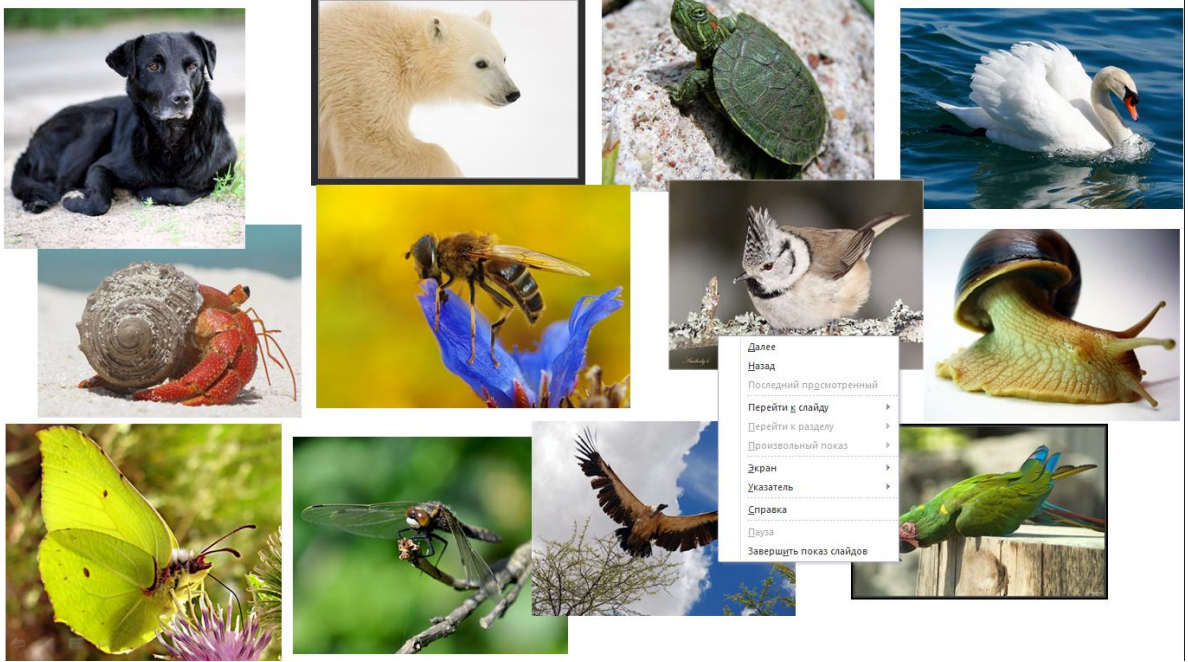 Далее
Назад
Последний просмотренный
Перейти к слайду
Перейти к разделу
Произвольный показ
Экран
Указатель
Справка
Пауза
Завершить показ слайдов